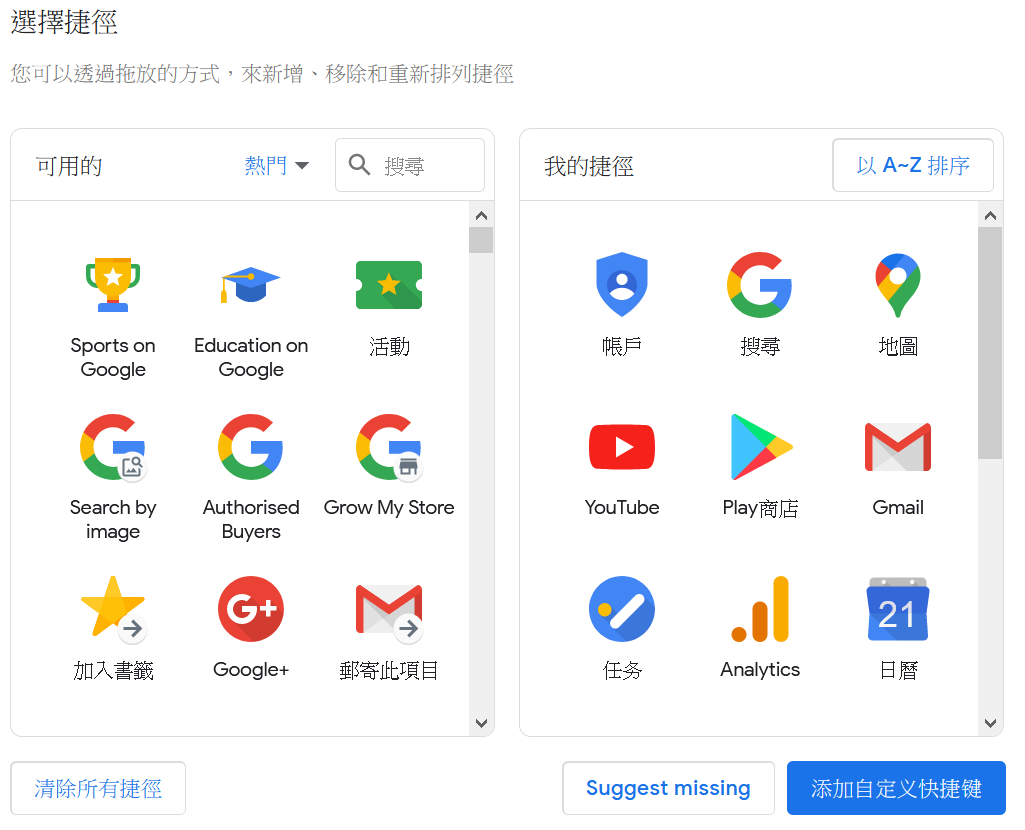 選擇捷徑
您可以透過拖放的方式，來新增、移除和重新排列捷徑
可用的
熱門
搜尋
Sports on
Google
Education on
Google
活動
Search by
image
Authorised
Buyers
Grow My Store
加入書籤
Google+
郵寄此項目
我的捷徑
以 A~Z 排序
帳戶
搜尋
地圖
YouTube
Play商店
Gmail
任务
Analytics
21
日曆
清除所有捷徑
Suggest missing
添加自定义快捷键